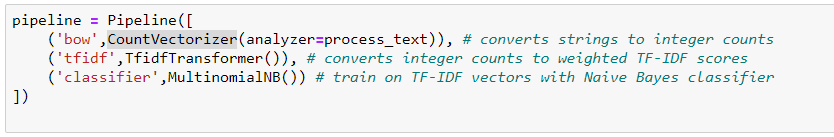 pipeline = Pipeline([
    ('bow',CountVectorizer(analyzer=process_text)), # converts strings to integer counts
    ('tfidf',TfidfTransformer()), # converts integer counts to weighted TF-IDF scores
    ('classifier',MultinomialNB()) # train on TF-IDF vectors with Naive Bayes classifier
])